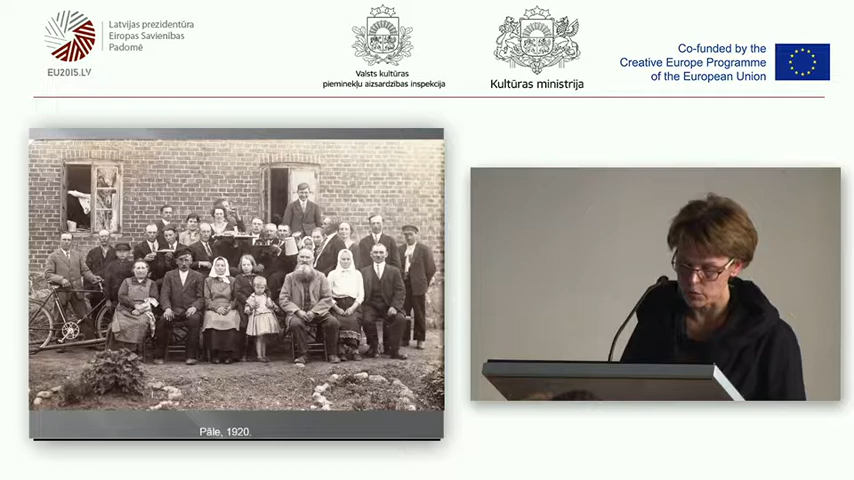 Latvijas prezidentūra
Eiropas Savienības
Padomē
EU2015.LV
Valsts kultūras
pieminekļu aizsardzības inspekcija
Kultūras ministrija
Co-funded by the
Creative Europe Programme
of the European Union
Pāle, 1920.